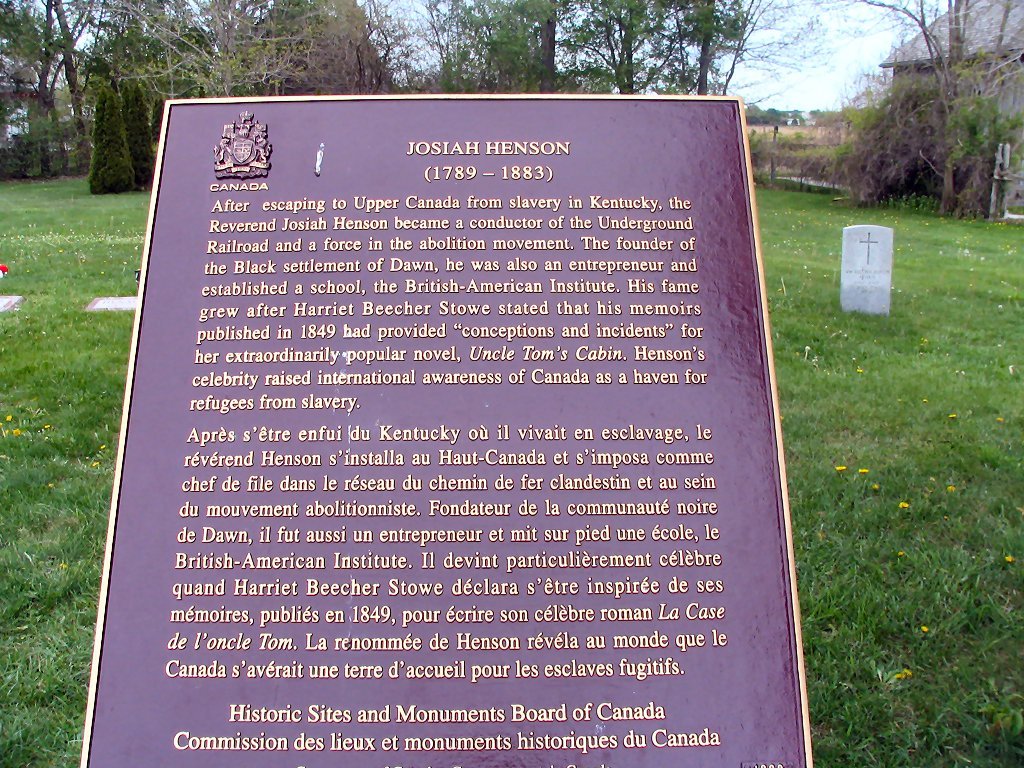 CANADA
JOSIAH HENSON
(1789 – 1883)
After escaping to Upper Canada from slavery in Kentucky, the
Reverend Josiah Henson became a conductor of the Underground
Railroad and a force in the abolition movement. The founder of
the Black settlement of Dawn, he was also an entrepreneur and
established a school, the British-American Institute. His fame
grew after Harriet Beecher Stowe stated that his memoirs
published in 1849 had provided “conceptions and incidents” for
her extraordinarily popular novel, Uncle Tom’s Cabin. Henson’s
celebrity raised international awareness of Canada as a haven for
refugees from slavery.
Après s’être enfui du Kentucky où il vivait en esclavage, le
révérend Henson s’installa au Haut-Canada et s’imposa comme
chef de file dans le réseau du chemin de fer clandestin et au sein
du mouvement abolitionniste. Fondateur de la communauté noire
de Dawn, il fut aussi un entrepreneur et mit sur pied une école, le
British-American Institute. Il devint particulièrement célèbre
quand Harriet Beecher Stowe déclara s’être inspirée de ses
mémoires, publiés en 1849, pour écrire son célèbre roman La Case
de l’oncle Tom. La renommée de Henson révéla au monde que le
Canada s’avérait une terre d’accueil pour les esclaves fugitifs.
Historic Sites and Monuments Board of Canada
Commission des lieux et monuments historiques du Canada